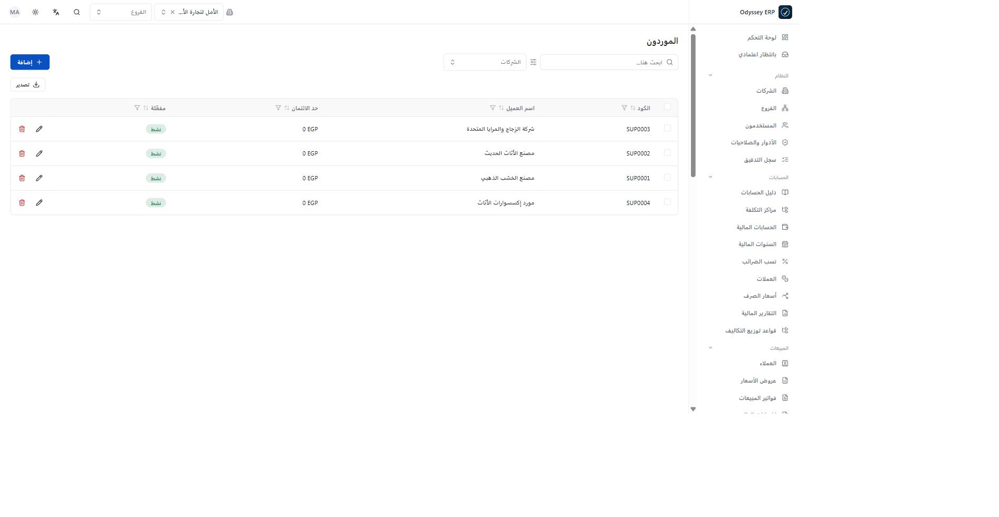 Odyssey ERP
الأمل لتجارة الأ...
الفروع
MA
لوحة التحكم
بانتظار اعتمادي
النظام
الشركات
الفروع
المستخدمون
الأدوار والصلاحيات
سجل التدقيق
الحسابات
دليل الحسابات
مراكز التكلفة
الحسابات المالية
السنوات المالية
نسب الضرائب
العملات
أسعار الصرف
التقارير المالية
قواعد توزيع التكاليف
المبيعات
العملاء
عروض الأسعار
فواتير المبيعات
الموردون
ابحث هنا...
الشركات
إضافة
تصدير
الكود اسم العميل حد الائتمان مفعّلة
SUP0003 شركة الزجاج والمرايا المتحدة 0 EGP نشط
SUP0002 مصنع الأثاث الحديث 0 EGP نشط
SUP0001 مصنع الخشب الذهبي 0 EGP نشط
SUP0004 مورد إكسسوارات الأثاث 0 EGP نشط